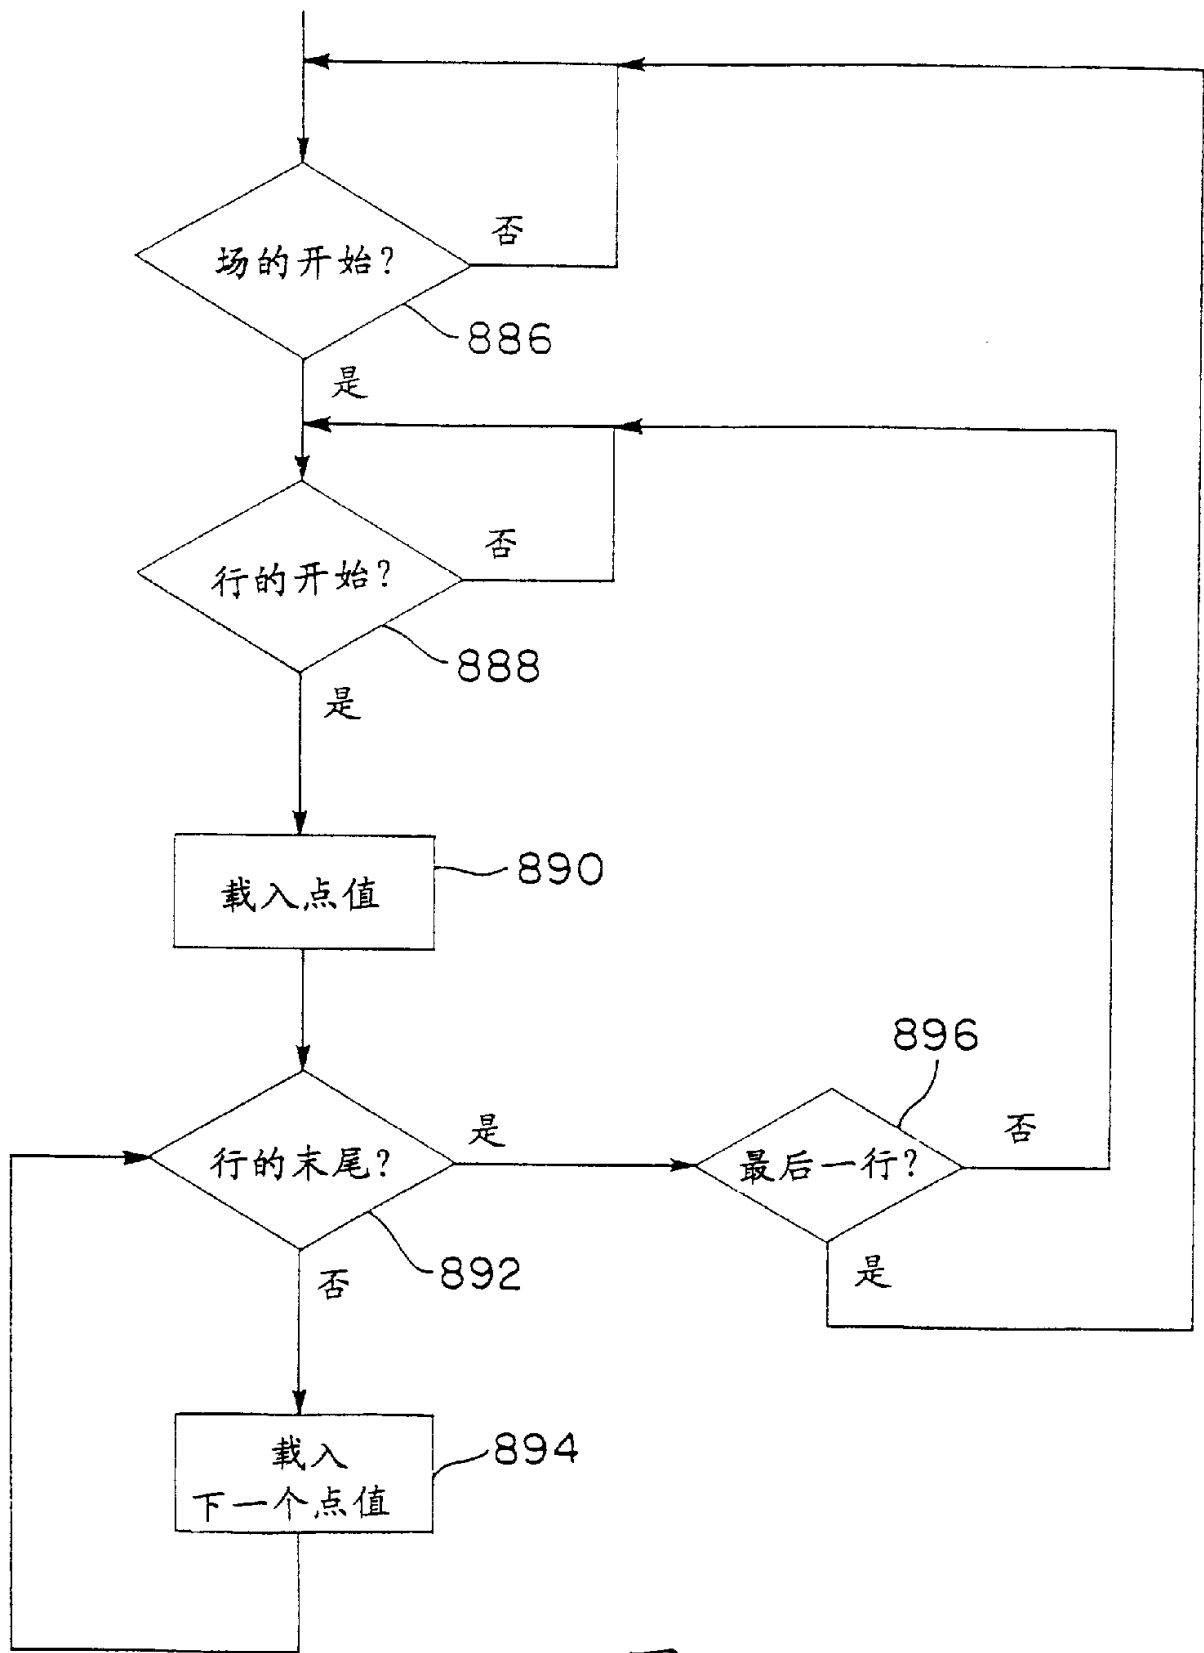 否
场的开始?
886
是
否
行的开始?
888
是
载入点值
890
896
是
否
行的末尾?
最后一行?
892
否
是
载入
下一个点值
894